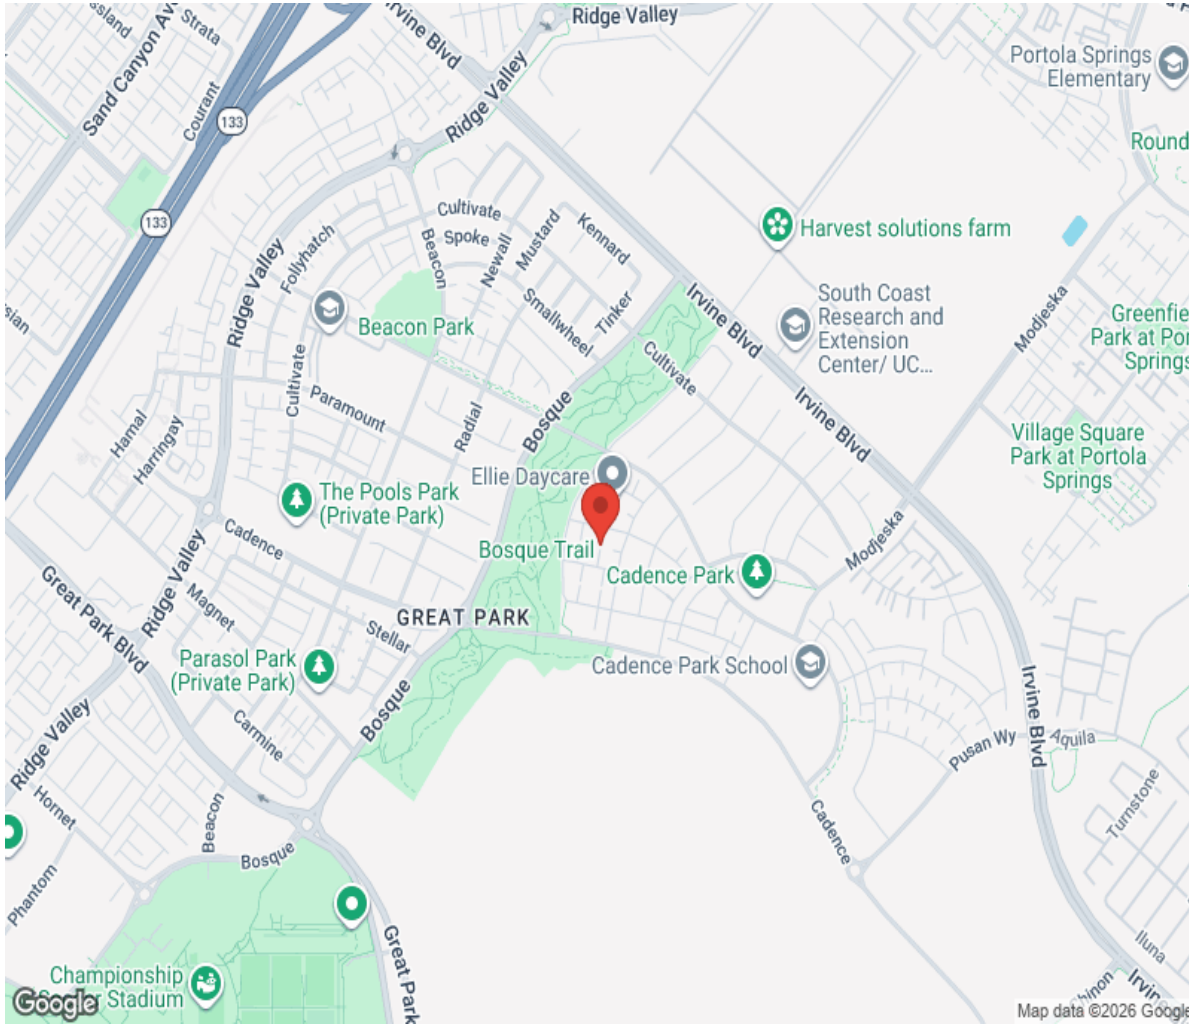 Ridge Valley
Irvine Blvd
Strata
Sand Canyon Av
Courant
133
Ridge Valley
Portola Springs
Elementary
Round
133
Cultivate
Spoke
Beacon
Newall
Mustard
Kennard
Harvest solutions farm
Follyhatch
Ridge Valley
Beacon Park
Smallwheel
Tinker
Irvine Blvd
South Coast
Research and
Extension
Center/ UC...
Modjeska
Greenfie
Park at Por
Springs
Cultivate
Cultivate
Paramount
Radial
Bosque
Irvine Blvd
Hamal
Harringay
Village Square
Park at Portola
Springs
Ellie Daycare
The Pools Park
(Private Park)
Bosque Trail
Cadence
Ridge Valley
Cadence Park
Modjeska
Great Park Blvd
Magnet
GREAT PARK
Stellar
Parasol Park
(Private Park)
Cadence Park School
Irvine Blvd
Bosque
Carmine
Ridge Valley
Pusan Wy
Aquila
Hornet
Beacon
Turnstone
Cadence
Bosque
Phantom
Great Park
Iluna
Championship
Soccer Stadium
Chinon
Irvine
Google
Map data ©2026 Google